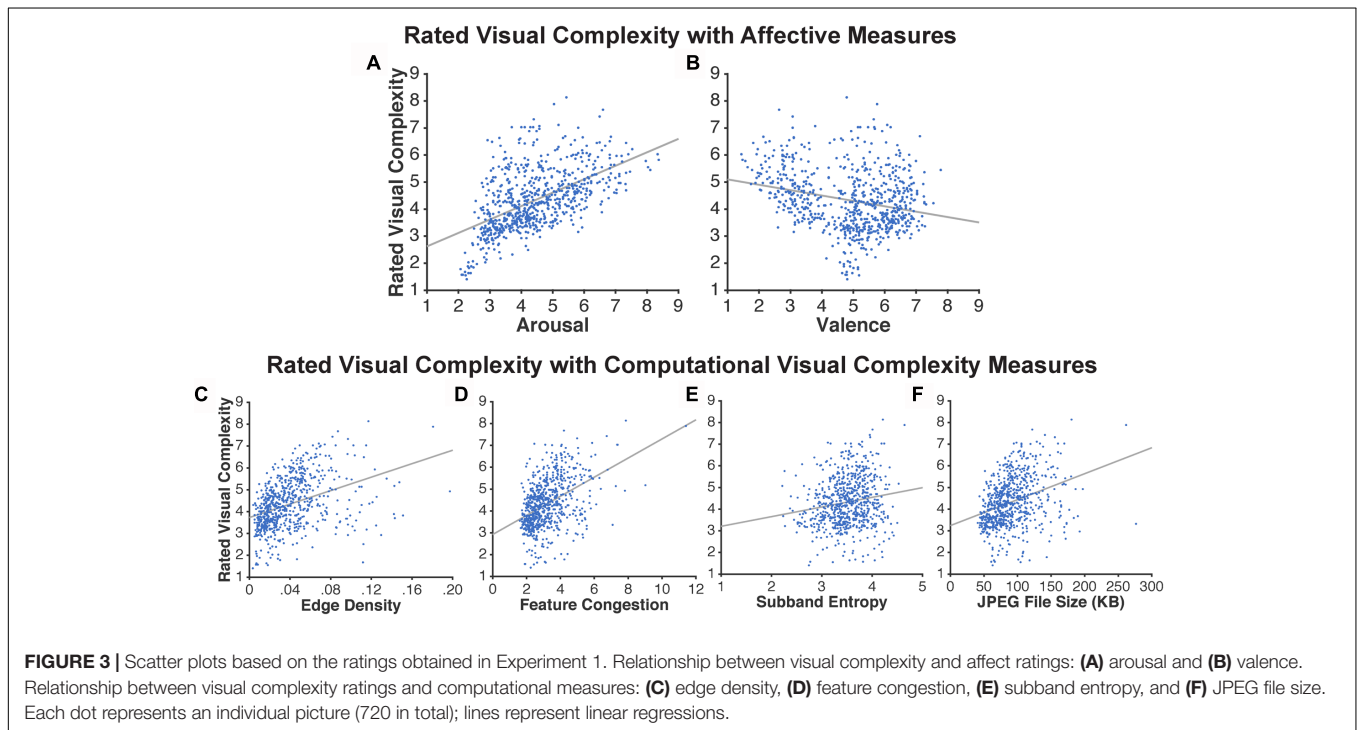 Rated Visual Complexity with Affective Measures
A
B
Rated Visual Complexity
9
8
7
6
5
4
3
2
1
1 2 3 4 5 6 7 8 9
Arousal
9
8
7
6
5
4
3
2
1
1 2 3 4 5 6 7 8 9
Valence
Rated Visual Complexity with Computational Visual Complexity Measures
C
D
E
F
Rated Visual Complexity
9
8
7
6
5
4
3
2
1
0 .04 .08 .12 .16 .20
Edge Density
9
8
7
6
5
4
3
2
1
0 2 4 6 8 10 12
Feature Congestion
9
8
7
6
5
4
3
2
1
1 2 3 4 5
Subband Entropy
9
8
7
6
5
4
3
2
1
0 50 100 150 200 250 300
JPEG File Size (KB)
FIGURE 3 | Scatter plots based on the ratings obtained in Experiment 1. Relationship between visual complexity and affect ratings: (A) arousal and (B) valence.
Relationship between visual complexity ratings and computational measures: (C) edge density, (D) feature congestion, (E) subband entropy, and (F) JPEG file size.
Each dot represents an individual picture (720 in total); lines represent linear regressions.